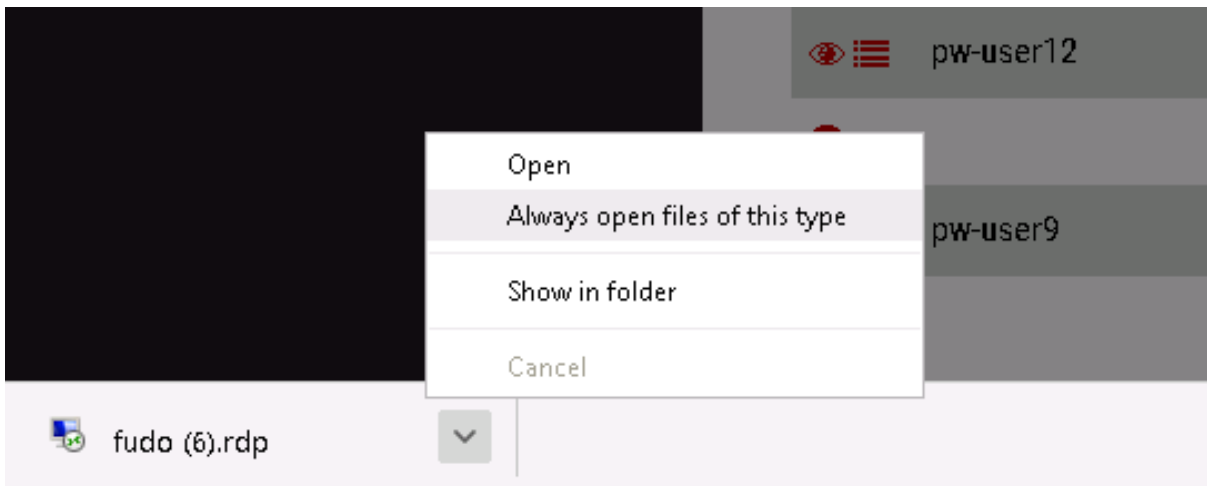 pw-user12
Open
Always open files of this type
pw-user9
Show in folder
Cancel
fudo (6).rdp